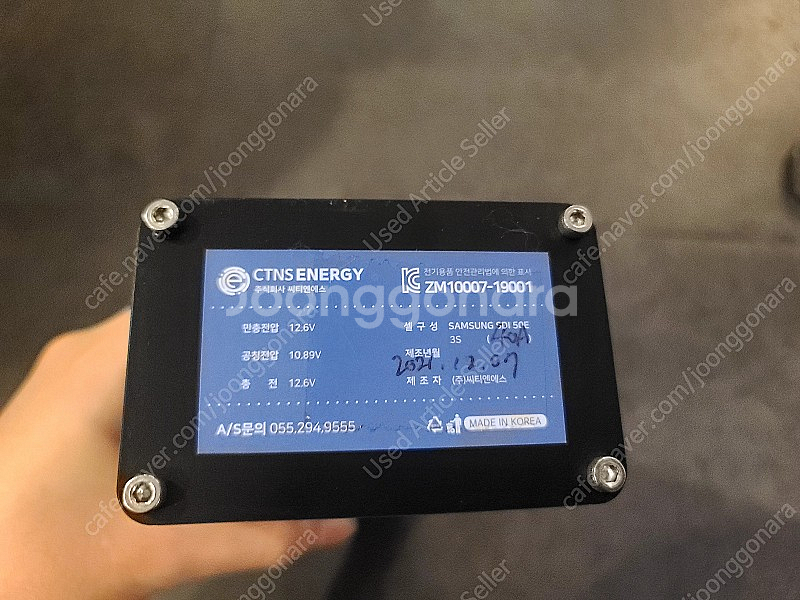 CTNS ENERGY
주식회사 씨티엔에스
전기용품 안전관리법에 의한 표시
ZM10007-19001
만충전압 12.6V
공칭전압 10.89V
충 전 12.6V
셀 구 성 SAMSUNG SDI 50E
3S (40A)
제조년월
2021.12.07
제 조 자 (주)씨티엔에스
A/S문의 055.294.9555
MADE IN KOREA
Joonggonara
cafe.naver.com/joonggonara
Used Article Seller